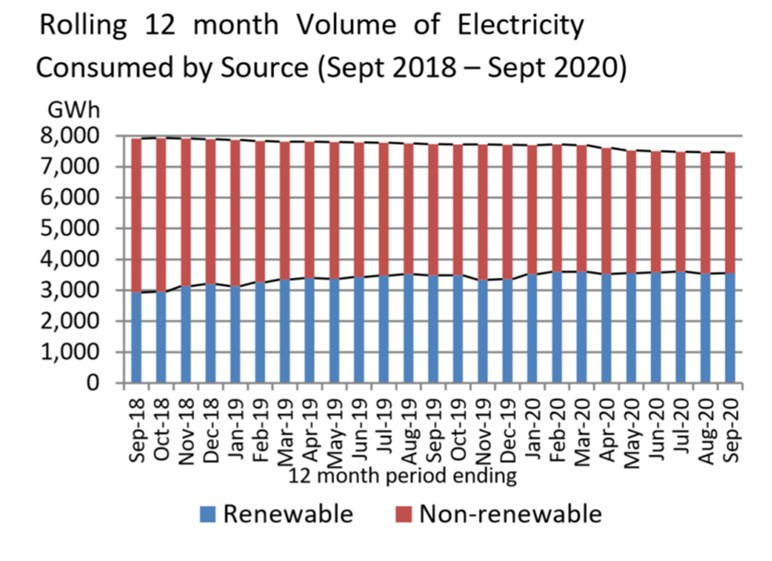 Rolling 12 month Volume of Electricity
Consumed by Source (Sept 2018 – Sept 2020)
GWh
8,000
7,000
6,000
5,000
4,000
3,000
2,000
1,000
0
Sep-18
Oct-18
Nov-18
Dec-18
Jan-19
Feb-19
Mar-19
Apr-19
May-19
Jun-19
Jul-19
Aug-19
Sep-19
Oct-19
Nov-19
Dec-19
Jan-20
Feb-20
Mar-20
Apr-20
May-20
Jun-20
Jul-20
Aug-20
Sep-20
12 month period ending
Renewable Non-renewable